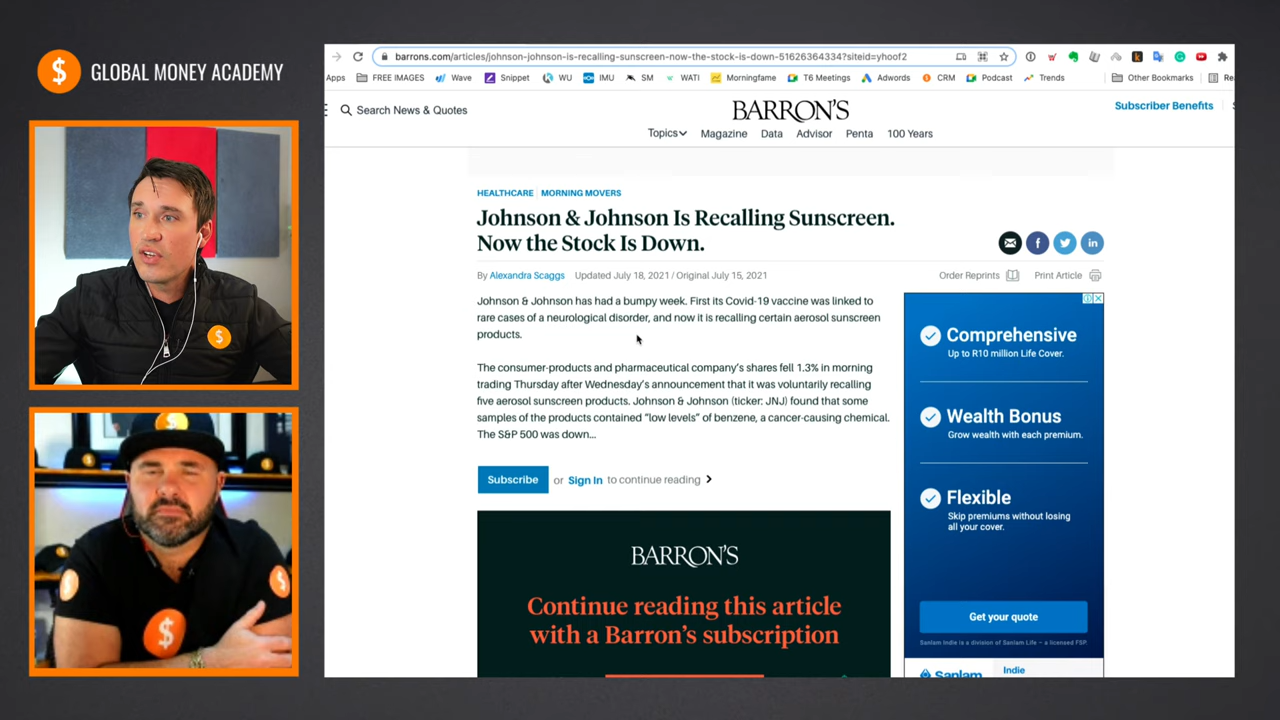 $ GLOBAL MONEY ACADEMY
barrons.com/articles/johnson-johnson-is-recalling-sunscreen-now-the-stock-is-down-51626364334?siteid=yhoof2
Apps FREE IMAGES Wave Snippet WU IMU SM WATI Morningfame T6 Meetings Adwords CRM Podcast Trends Other Bookmarks
Search News & Quotes
BARRON'S
Subscriber Benefits
Topics Magazine Data Advisor Penta 100 Years
HEALTHCARE MORNING MOVERS
Johnson & Johnson Is Recalling Sunscreen.
Now the Stock Is Down.
By Alexandra Scaggs Updated July 18, 2021 / Original July 15, 2021
Order Reprints Print Article
Johnson & Johnson has had a bumpy week. First its Covid-19 vaccine was linked to
rare cases of a neurological disorder, and now it is recalling certain aerosol sunscreen
products.
The consumer-products and pharmaceutical company's shares fell 1.3% in morning
trading Thursday after Wednesday's announcement that it was voluntarily recalling
five aerosol sunscreen products. Johnson & Johnson (ticker: JNJ) found that some
samples of the products contained "low levels" of benzene, a cancer-causing chemical.
The S&P 500 was down...
Subscribe or Sign In to continue reading
BARRON'S
Continue reading this article
with a Barron's subscription
Comprehensive
Up to R10 million Life Cover.
Wealth Bonus
Grow wealth with each premium.
Flexible
Skip premiums without losing
all your cover.
Get your quote
Sanlam Indie is a division of Sanlam Life – a licensed FSP.
Sanlam Indie
$
$
$
$
$